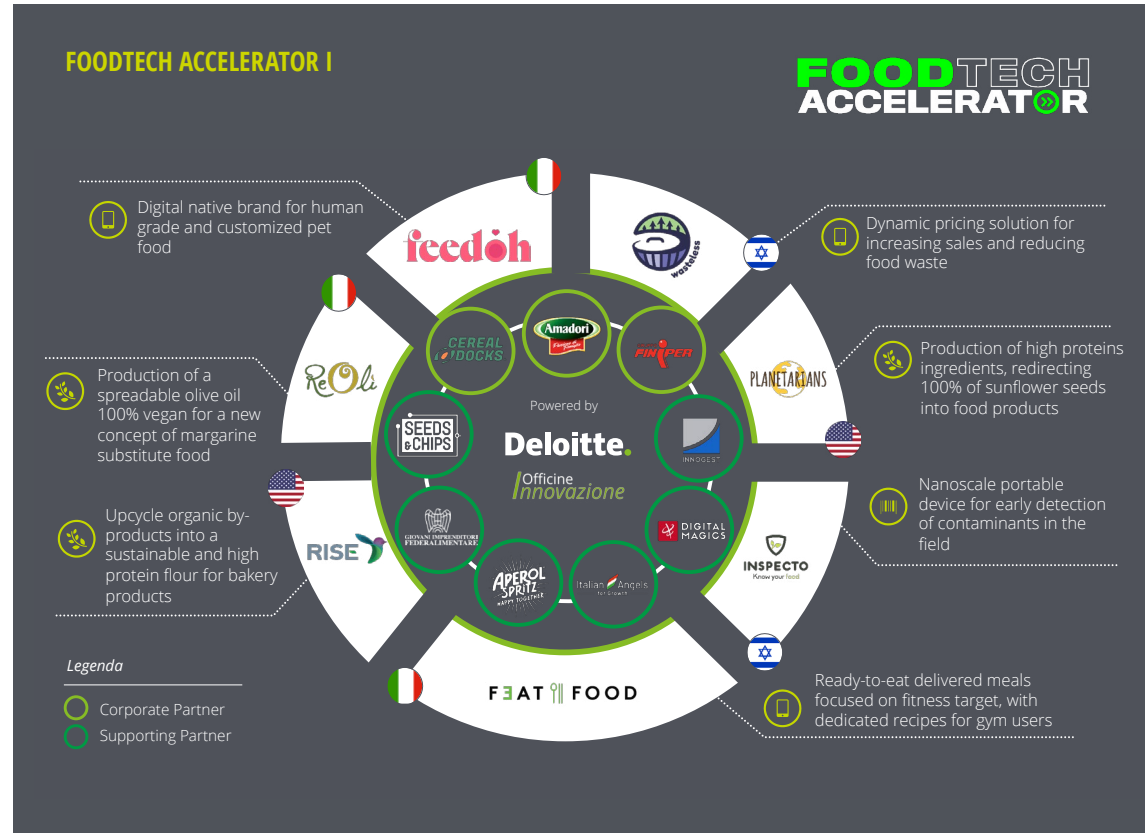 FOODTECH ACCELERATOR I
FOODTECH
ACCELERATOR
Digital native brand for human
grade and customized pet
food
feedoh
wasteless
Dynamic pricing solution for
increasing sales and reducing
food waste
ReOli
Production of a
spreadable olive oil
100% vegan for a new
concept of margarine
substitute food
PLANETARIANS
Production of high proteins
ingredients, redirecting
100% of sunflower seeds
into food products
CEREAL
DOCKS
Amadori
FINIPER
SEEDS
&CHIPS
INNOGEST
Powered by
Deloitte.
Officine
Innovazione
GIOVANI IMPRENDITORI
FEDERALIMENTARE
DIGITAL
MAGICS
APEROL
SPRITZ
HAPPY TOGETHER
Italian Angels
for Growth
RISE
Upcycle organic by-
products into a
sustainable and high
protein flour for bakery
products
INSPECTO
Know your food
Nanoscale portable
device for early detection
of contaminants in the
field
FEAT FOOD
Ready-to-eat delivered meals
focused on fitness target, with
dedicated recipes for gym users
Legenda
Corporate Partner
Supporting Partner